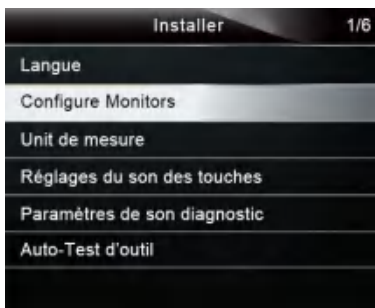 Installer 1/6
Langue
Configure Monitors
Unit de mesure
Réglages du son des touches
Paramètres de son diagnostic
Auto-Test d'outil